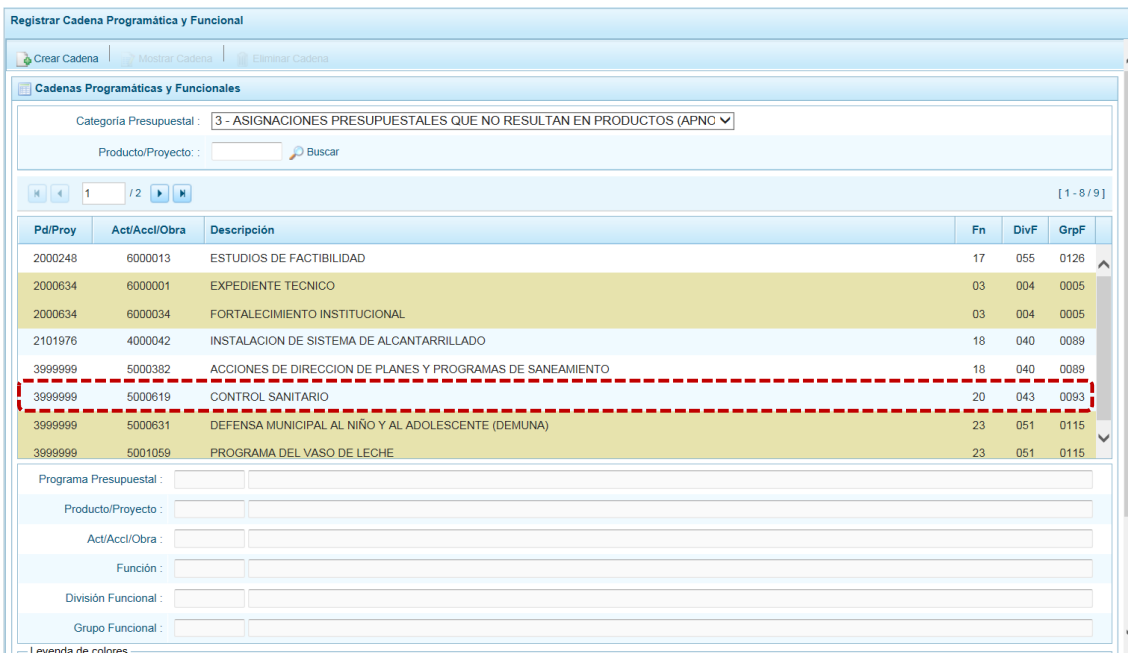 Registrar Cadena Programática y Funcional
Crear Cadena Mostrar Cadena Eliminar Cadena
Cadenas Programáticas y Funcionales
Categoría Presupuestal : 3 - ASIGNACIONES PRESUPUESTALES QUE NO RESULTAN EN PRODUCTOS (APNC
Producto/Proyecto: : Buscar
1 / 2 [ 1 - 8 / 9 ]
Pd/Proy Act/AccI/Obra Descripción Fn DivF GrpF
2000248 6000013 ESTUDIOS DE FACTIBILIDAD 17 055 0126
2000634 6000001 EXPEDIENTE TECNICO 03 004 0005
2000634 6000034 FORTALECIMIENTO INSTITUCIONAL 03 004 0005
2101976 4000042 INSTALACION DE SISTEMA DE ALCANTARRILLADO 18 040 0089
3999999 5000382 ACCIONES DE DIRECCION DE PLANES Y PROGRAMAS DE SANEAMIENTO 18 040 0089
3999999 5000619 CONTROL SANITARIO 20 043 0093
3999999 5000631 DEFENSA MUNICIPAL AL NIÑO Y AL ADOLESCENTE (DEMUNA) 23 051 0115
3999999 5001059 PROGRAMA DEL VASO DE LECHE 23 051 0115
Programa Presupuestal :
Producto/Proyecto :
Act/AccI/Obra :
Función :
División Funcional :
Grupo Funcional :
Leyenda de colores